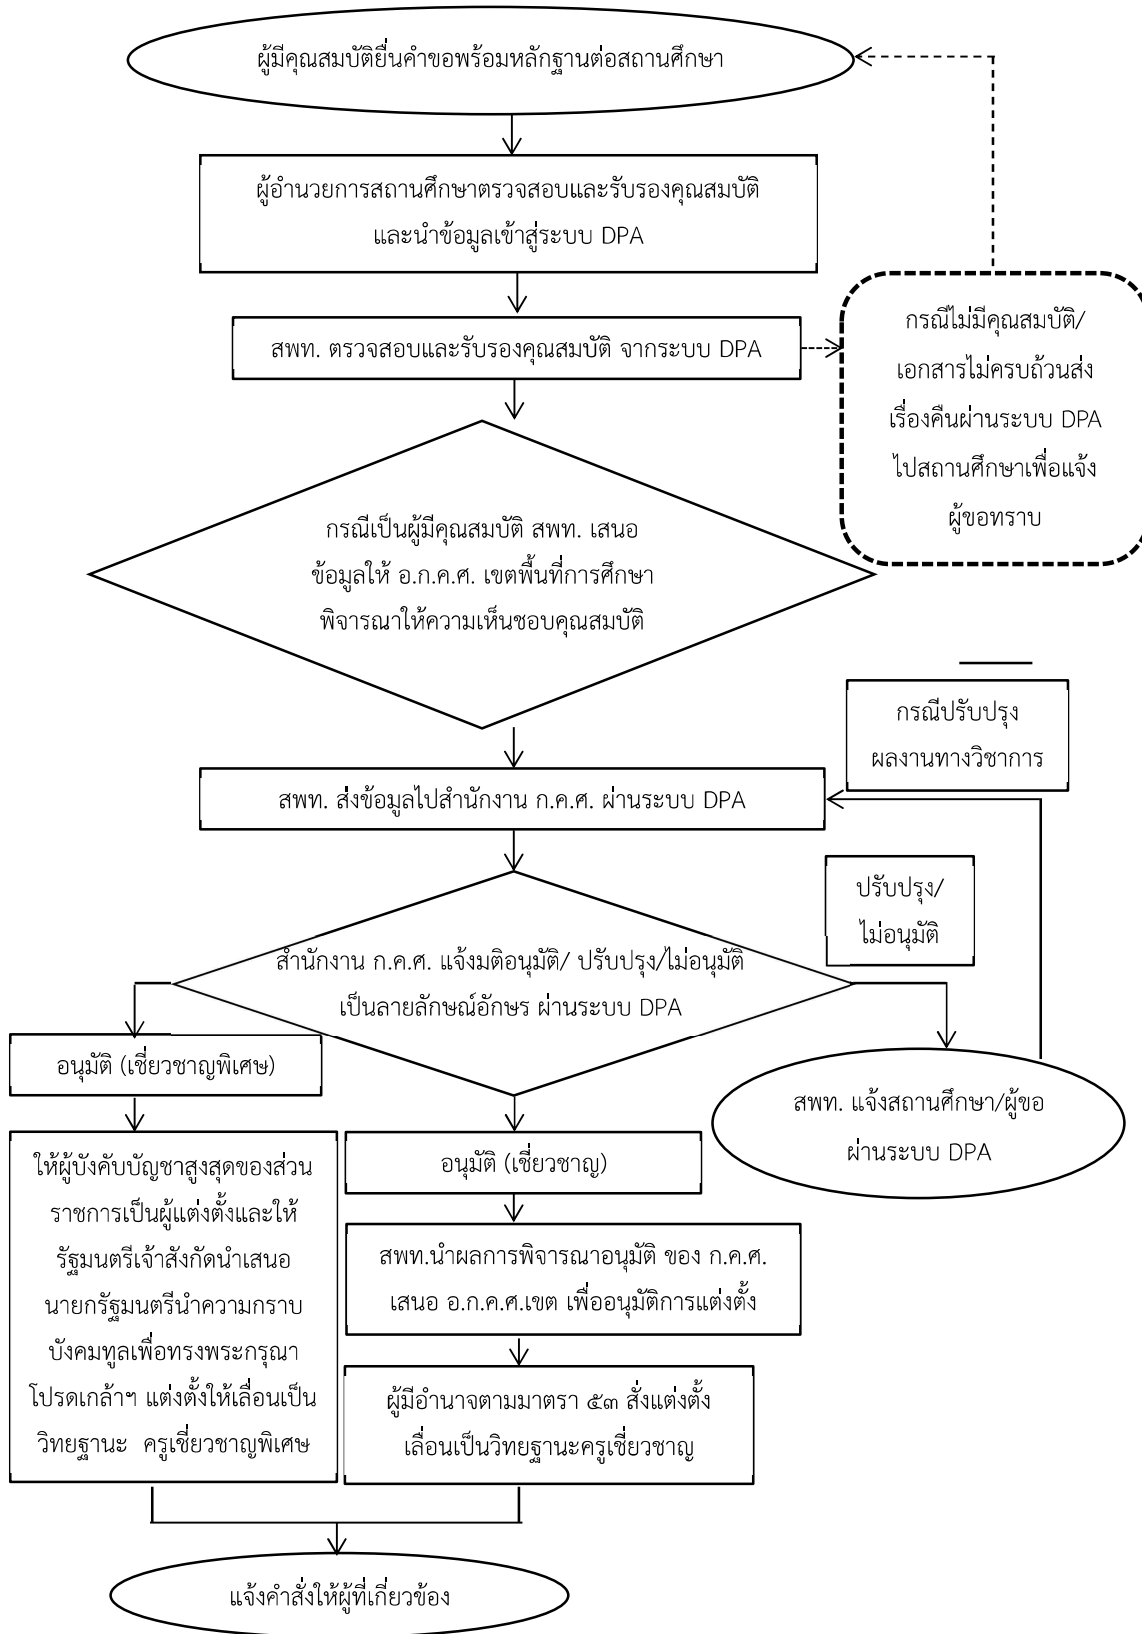 ผู้มีคุณสมบัติยื่นคำขอพร้อมหลักฐานต่อสถานศึกษา
ผู้อำนวยการสถานศึกษาตรวจสอบและรับรองคุณสมบัติ
และนำข้อมูลเข้าสู่ระบบ DPA
สพท. ตรวจสอบและรับรองคุณสมบัติ จากระบบ DPA
กรณีไม่มีคุณสมบัติ/
เอกสารไม่ครบถ้วนส่ง
เรื่องคืนผ่านระบบ DPA
ไปสถานศึกษาเพื่อแจ้ง
ผู้ขอทราบ
กรณีเป็นผู้มีคุณสมบัติ สพท. เสนอ
ข้อมูลให้ อ.ก.ค.ศ. เขตพื้นที่การศึกษา
พิจารณาให้ความเห็นชอบคุณสมบัติ
กรณีปรับปรุง
ผลงานทางวิชาการ
สพท. ส่งข้อมูลไปสำนักงาน ก.ค.ศ. ผ่านระบบ DPA
ปรับปรุง/
ไม่อนุมัติ
สำนักงาน ก.ค.ศ. แจ้งมติอนุมัติ/ ปรับปรุง/ไม่อนุมัติ
เป็นลายลักษณ์อักษร ผ่านระบบ DPA
อนุมัติ (เชี่ยวชาญพิเศษ)
สพท. แจ้งสถานศึกษา/ผู้ขอ
ผ่านระบบ DPA
ให้ผู้บังคับบัญชาสูงสุดของส่วน
ราชการเป็นผู้แต่งตั้งและให้
รัฐมนตรีเจ้าสังกัดนำเสนอ
นายกรัฐมนตรีนำความกราบ
บังคมทูลเพื่อทรงพระกรุณา
โปรดเกล้าฯ แต่งตั้งให้เลื่อนเป็น
วิทยฐานะ ครูเชี่ยวชาญพิเศษ
อนุมัติ (เชี่ยวชาญ)
สพท.นำผลการพิจารณาอนุมัติ ของ ก.ค.ศ.
เสนอ อ.ก.ค.ศ.เขต เพื่ออนุมัติการแต่งตั้ง
ผู้มีอำนาจตามมาตรา ๕๓ สั่งแต่งตั้ง
เลื่อนเป็นวิทยฐานะครูเชี่ยวชาญ
แจ้งคำสั่งให้ผู้ที่เกี่ยวข้อง